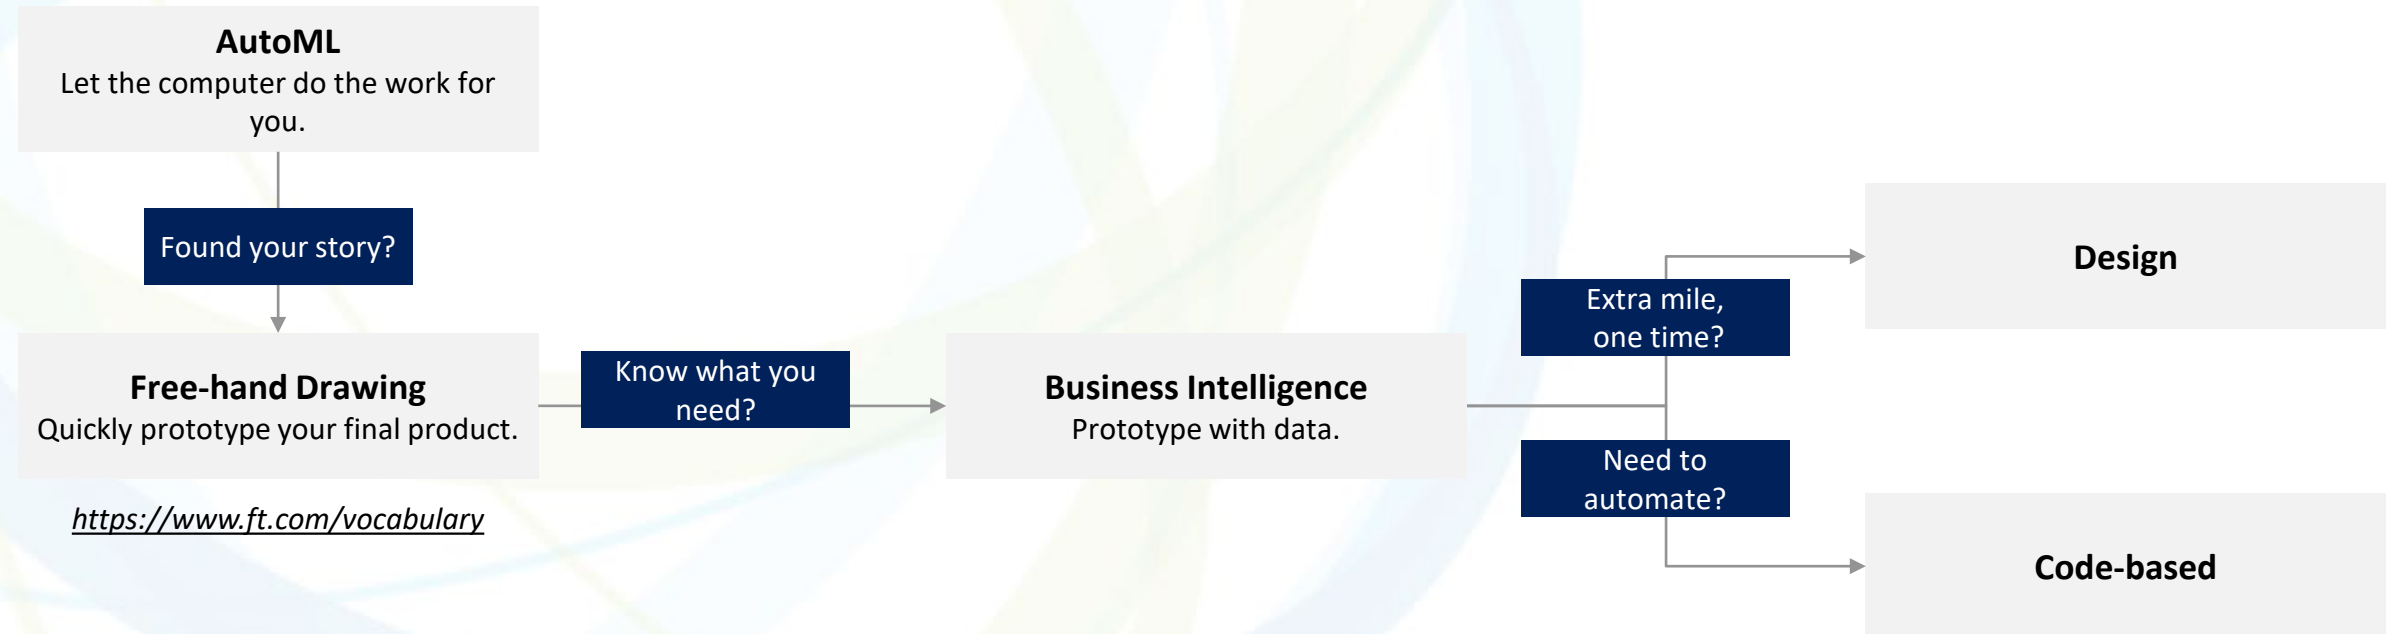 AutoML
Let the computer do the work for
you.
Found your story?
Free-hand Drawing
Quickly prototype your final product.
https://www.ft.com/vocabulary
Know what you
need?
Business Intelligence
Prototype with data.
Extra mile,
one time?
Need to
automate?
Design
Code-based